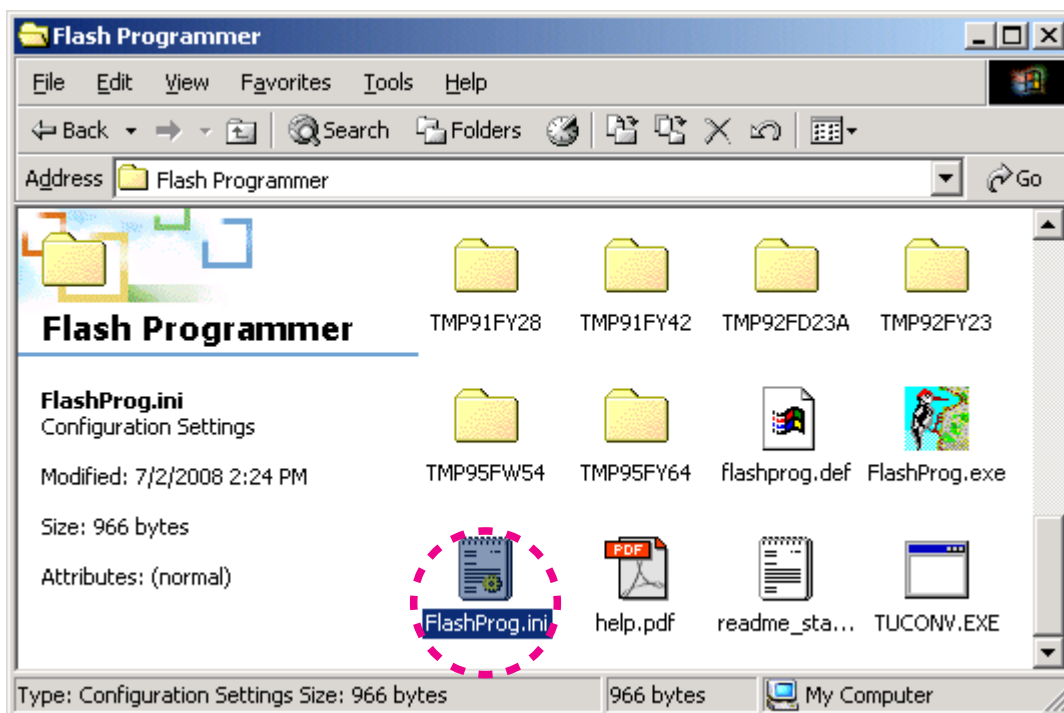 Flash Programmer
File Edit View Favorites Tools Help
Back Search Folders
Address Flash Programmer Go
Flash Programmer
FlashProg.ini
Configuration Settings
Modified: 7/2/2008 2:24 PM
Size: 966 bytes
Attributes: (normal)
TMP91FY28 TMP91FY42 TMP92FD23A TMP92FY23
TMP95FW54 TMP95FY64 flashprog.def FlashProg.exe
PDF
FlashProg.ini help.pdf readme_sta... TUCONV.EXE
Type: Configuration Settings Size: 966 bytes 966 bytes My Computer